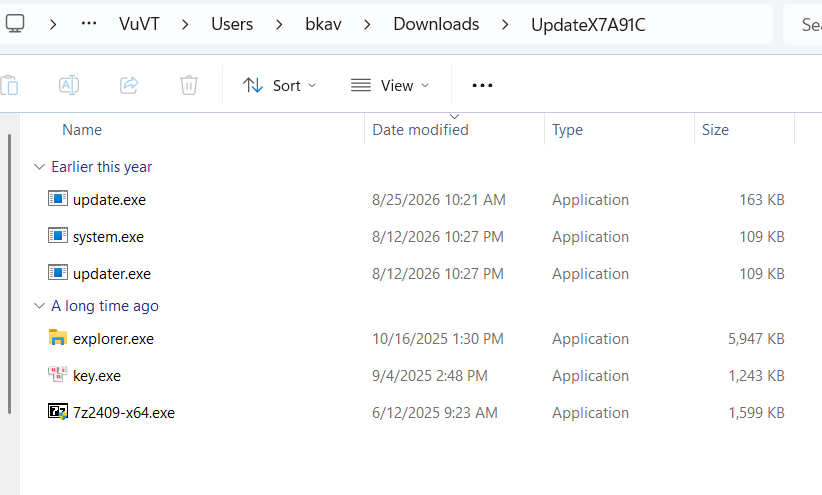 ··· VuVT Users bkav Downloads UpdateX7A91C Sea
Sort View ···
Name Date modified Type Size
Earlier this year
update.exe 8/25/2026 10:21 AM Application 163 KB
system.exe 8/12/2026 10:27 PM Application 109 KB
updater.exe 8/12/2026 10:27 PM Application 109 KB
A long time ago
explorer.exe 10/16/2025 1:30 PM Application 5,947 KB
key.exe 9/4/2025 2:48 PM Application 1,243 KB
7z2409-x64.exe 6/12/2025 9:23 AM Application 1,599 KB